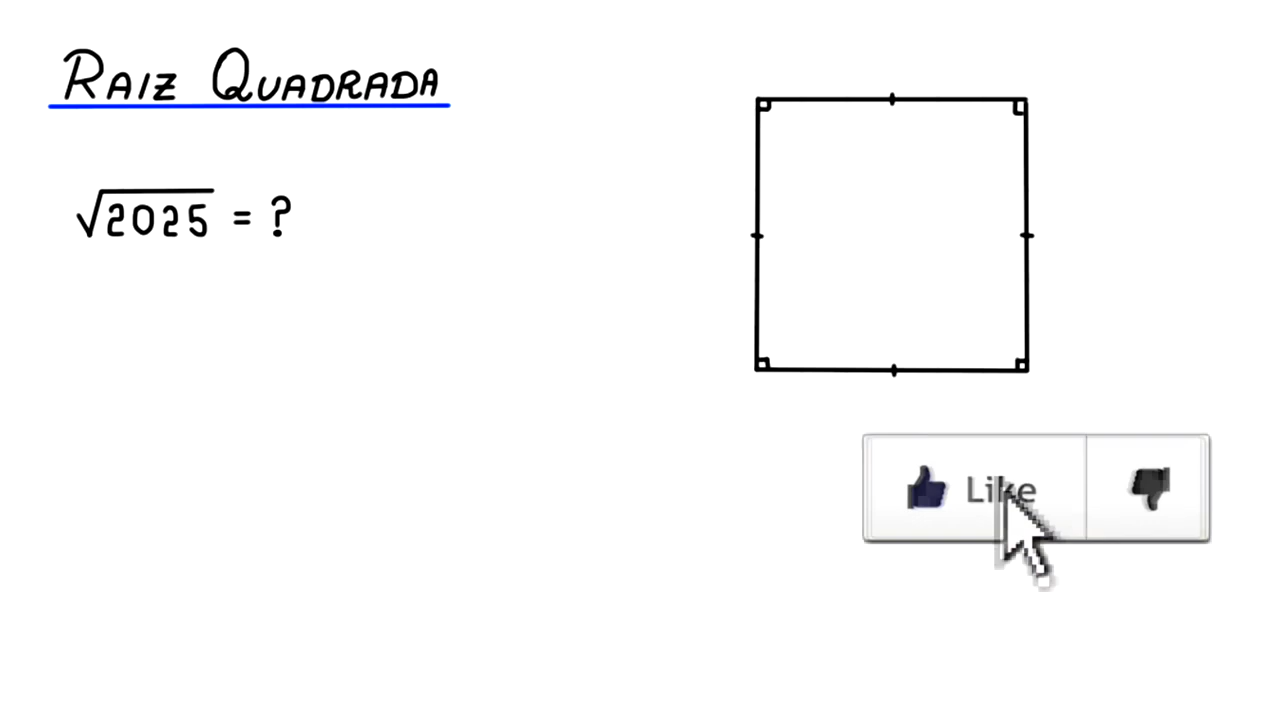 RAIZ QUADRADA
√2025 = ?
Like